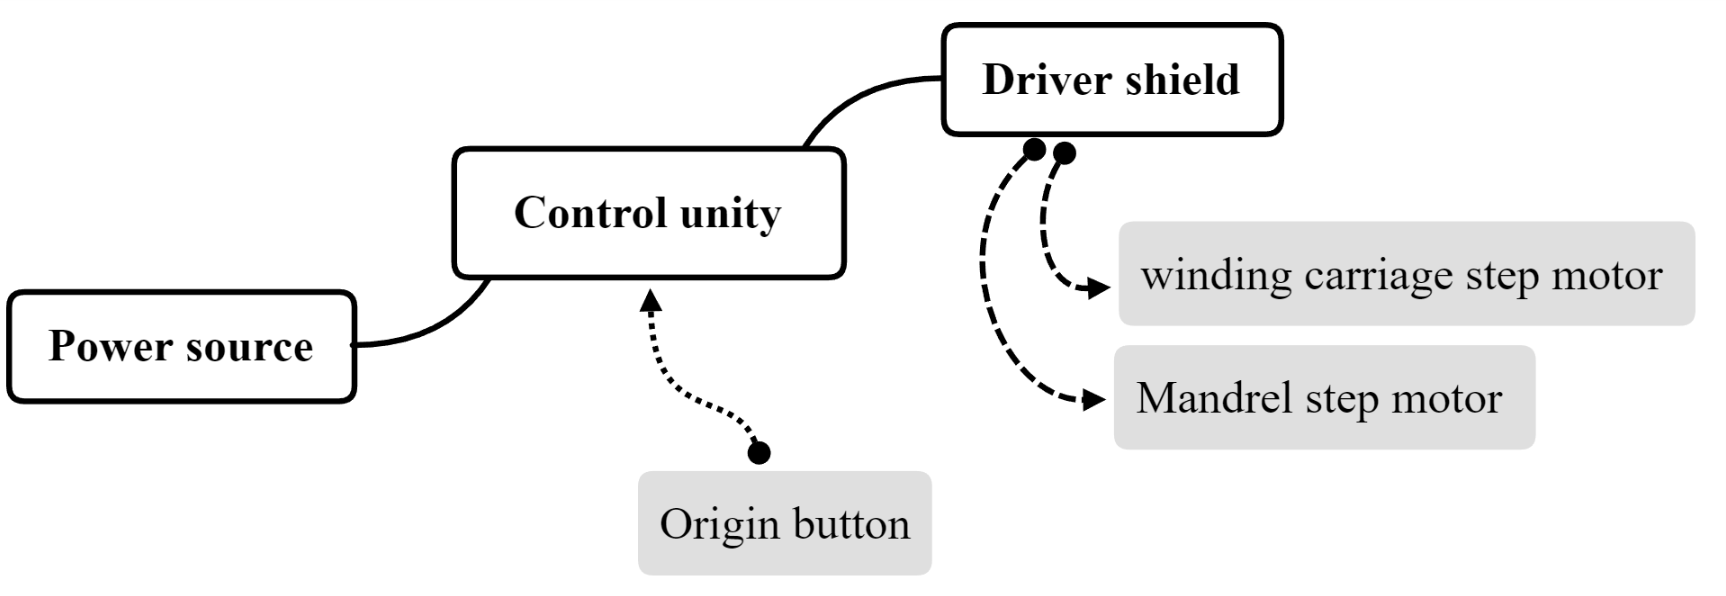 Driver shield
Control unity
Power source
winding carriage step motor
Mandrel step motor
Origin button